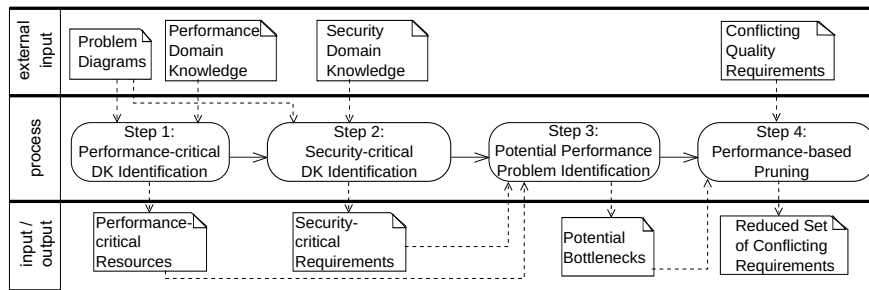 external
input
Problem
Diagrams
Performance
Domain
Knowledge
Security
Domain
Knowledge
Conflicting
Quality
Requirements
process
Step 1:
Performance-critical
DK Identification
Step 2:
Security-critical
DK Identification
Step 3:
Potential Performance
Problem Identification
Step 4:
Performance-based
Pruning
input /
output
Performance-
critical
Resources
Security-
critical
Requirements
Potential
Bottlenecks
Reduced Set
of Conflicting
Requirements